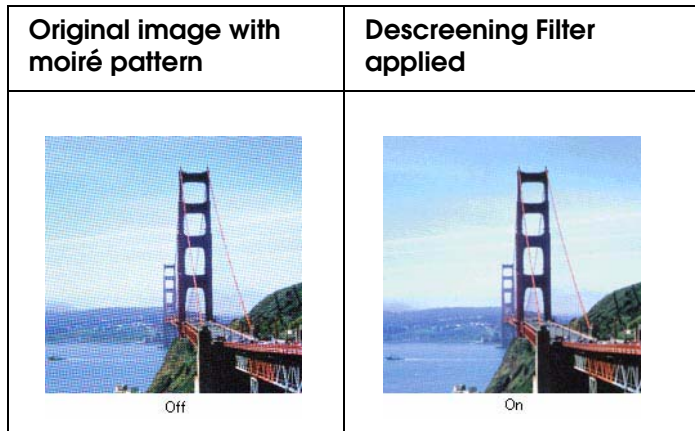 Original image with
moiré pattern
Descreening Filter
applied
Off
On